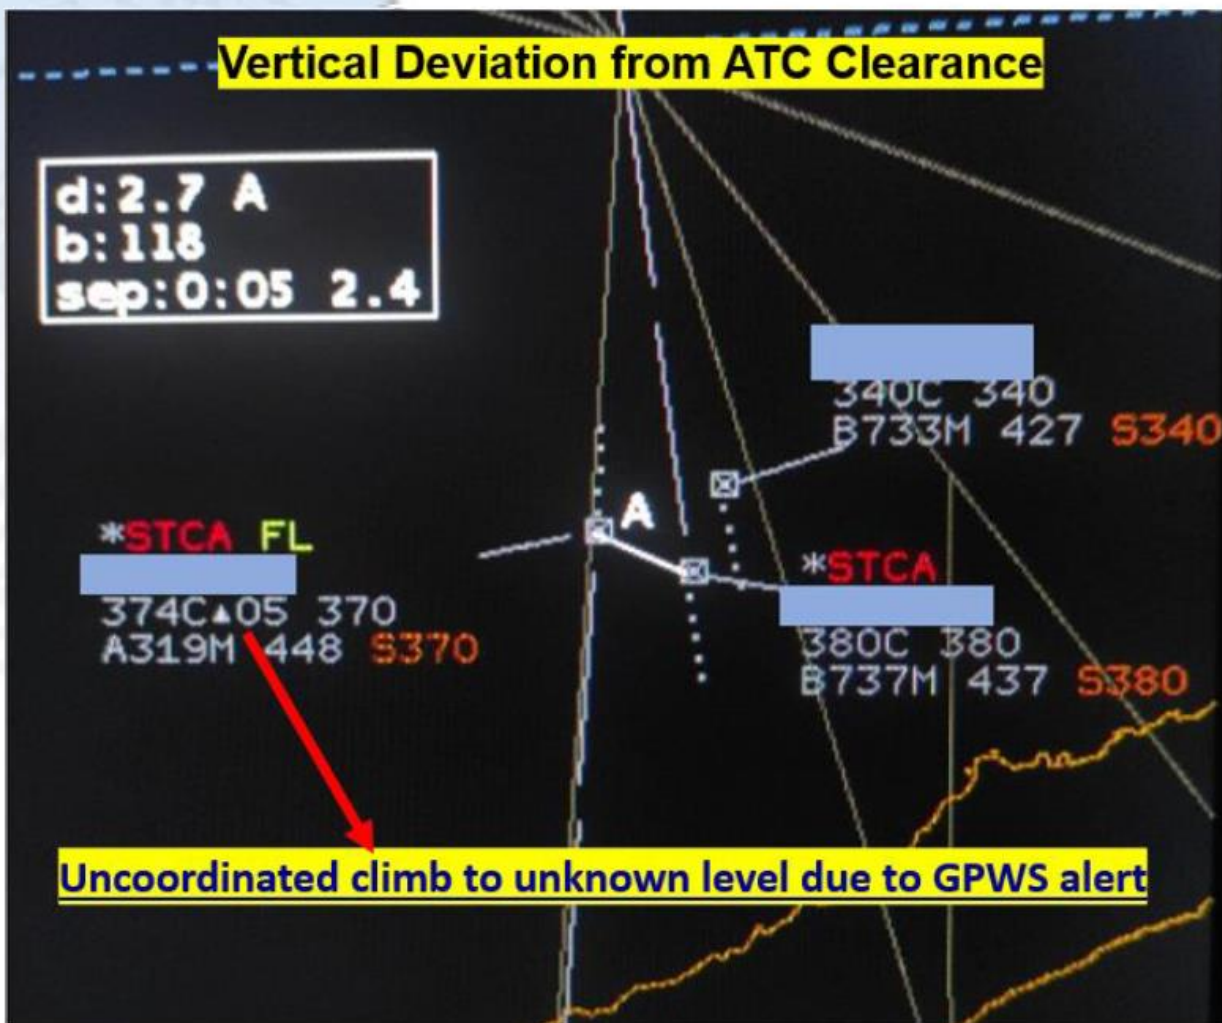 Vertical Deviation from ATC Clearance
d:2.7 A
b:118
sep:0:05 2.4
340C 340
B733M 427 S340
A
*STCA FL
374C▲05 370
A319M 448 S370
*STCA
380C 380
B737M 437 S380
Uncoordinated climb to unknown level due to GPWS alert